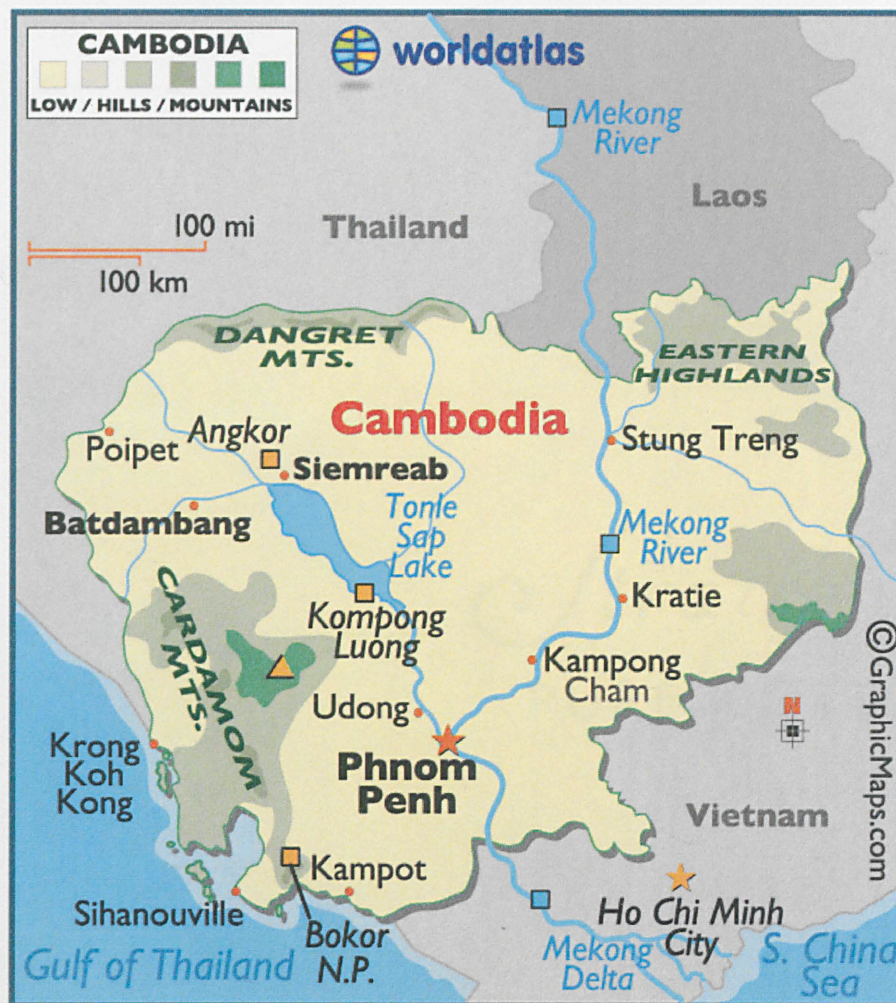 CAMBODIA
LOW / HILLS / MOUNTAINS
worldatlas
Mekong
River
Laos
Thailand
100 mi
100 km
DANGRET
MTS.
EASTERN
HIGHLANDS
Cambodia
Poipet
Angkor
Siemreab
Stung Treng
Batdambang
Tonle
Sap
Lake
Mekong
River
Kratie
CARDAMOM
MTS.
Kompong
Luong
Kampong
Cham
Udong
Phnom
Penh
Krong
Koh
Kong
N
Vietnam
©GraphicMaps.com
Kampot
Sihanouville
Bokor
N.P.
Ho Chi Minh
City
Gulf of Thailand
Mekong
Delta
S. China
Sea